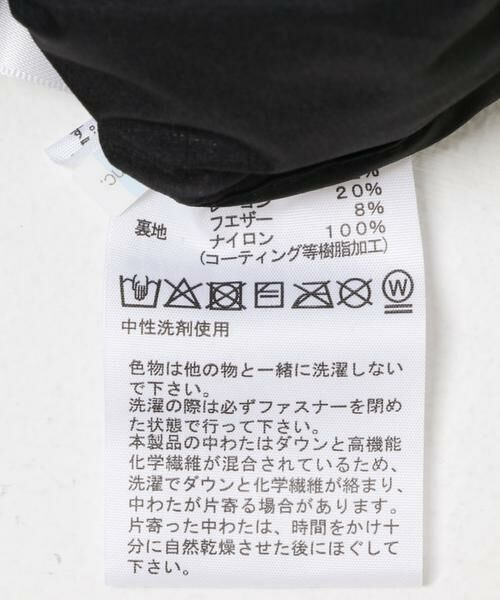 nc.
20%
フエザー 8%
裏地 ナイロン 100%
(コーティング等樹脂加工)
W
中性洗剤使用
色物は他の物と一緒に洗濯しない
で下さい。
洗濯の際は必ずファスナーを閉め
た状態で行って下さい。
本製品の中わたはダウンと高機能
化学繊維が混合されているため、
洗濯でダウンと化学繊維が絡まり、
中わたが片寄る場合があります。
片寄った中わたは、時間をかけ十
分に自然乾燥させた後にほぐして
下さい。